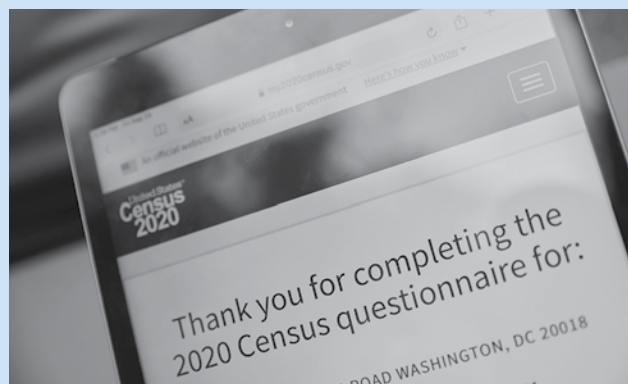 my2020census.gov
An official website of the United States government Here's how you know
United States™
Census
2020
Thank you for completing the
2020 Census questionnaire for:
ROAD WASHINGTON, DC 20018